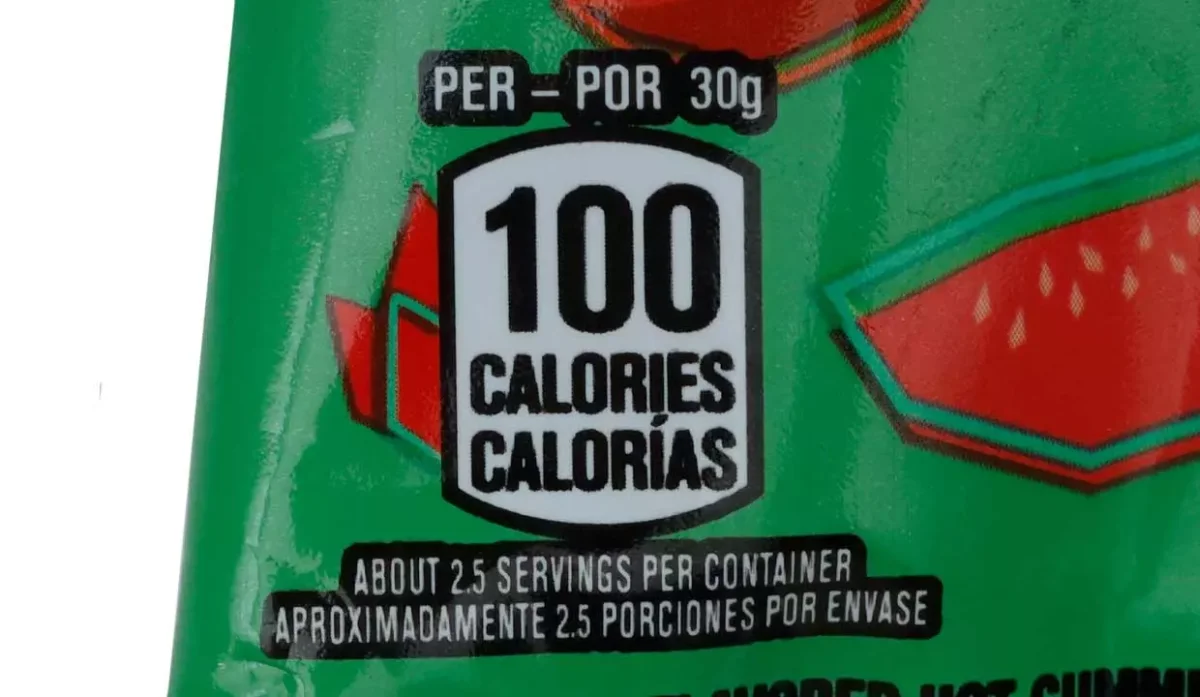 PER – POR 30g
100
CALORIES
CALORÍAS
ABOUT 2.5 SERVINGS PER CONTAINER
APROXIMADAMENTE 2.5 PORCIONES POR ENVASE